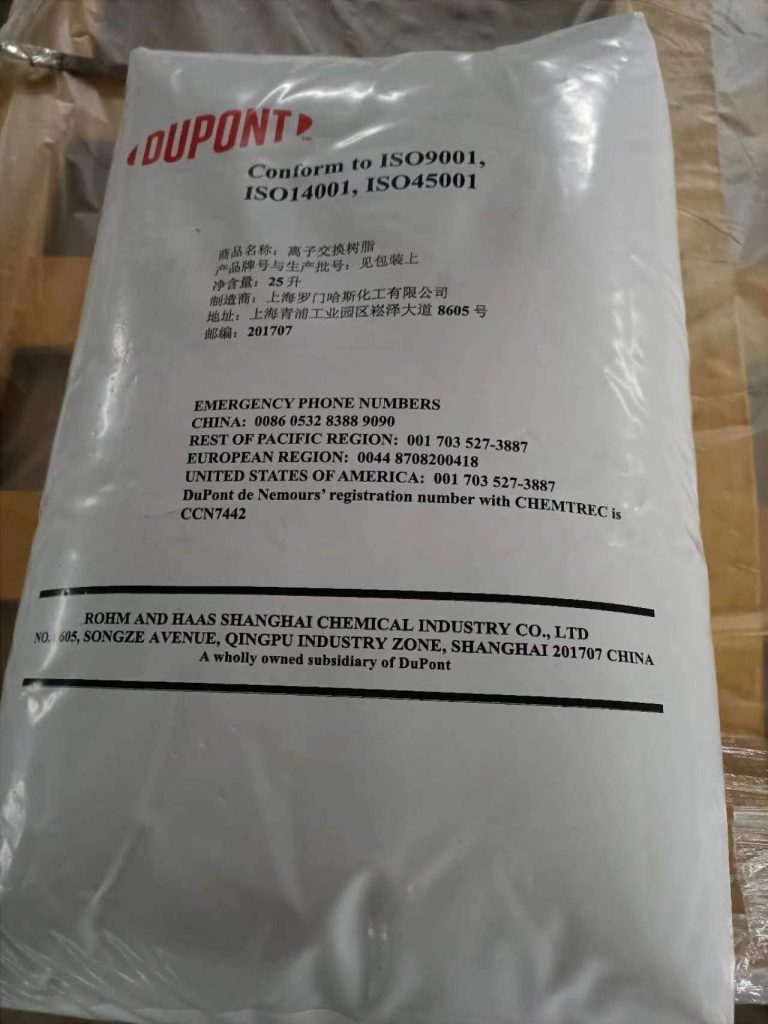 DUPONT™
Conform to ISO9001,
ISO14001, ISO45001
商品名称：离子交换树脂
产品牌号与生产批号：见包装上
净含量：25 升
制造商：上海罗门哈斯化工有限公司
地址：上海青浦工业园区崧泽大道 8605 号
邮编：201707
EMERGENCY PHONE NUMBERS
CHINA: 0086 0532 8388 9090
REST OF PACIFIC REGION: 001 703 527-3887
EUROPEAN REGION: 0044 8708200418
UNITED STATES OF AMERICA: 001 703 527-3887
DuPont de Nemours’ registration number with CHEMTREC is
CCN7442
ROHM AND HAAS SHANGHAI CHEMICAL INDUSTRY CO., LTD
NO. 8605, SONGZE AVENUE, QINGPU INDUSTRY ZONE, SHANGHAI 201707 CHINA
A wholly owned subsidiary of DuPont